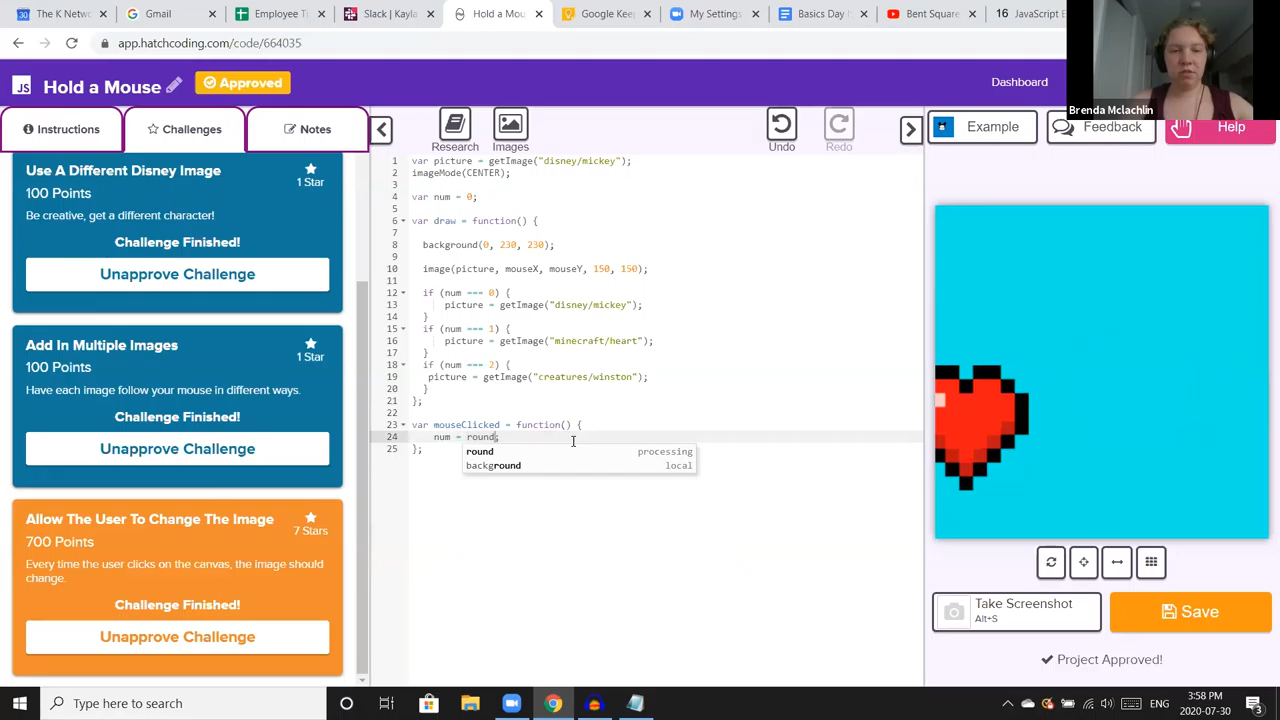 The K Netw
Gmail
Employee T
Slack | Kayla
Hold a Mou
Google Kee
My Settings
Basics Day
Bent Square
16 JavaScript E
app.hatchcoding.com/code/664035
JS Hold a Mouse Approved
Dashboard
Brenda Mclachlin
Instructions
Challenges
Notes
Research
Images
Undo
Redo
Example
Feedback
Help
Use A Different Disney Image
1 Star
100 Points
Be creative, get a different character!
Challenge Finished!
Unapprove Challenge
Add In Multiple Images
1 Star
100 Points
Have each image follow your mouse in different ways.
Challenge Finished!
Unapprove Challenge
Allow The User To Change The Image
7 Stars
700 Points
Every time the user clicks on the canvas, the image should
change.
Challenge Finished!
Unapprove Challenge
1 var picture = getImage("disney/mickey");
2 imageMode(CENTER);
3
4 var num = 0;
5
6 var draw = function() {
7
8 background(0, 230, 230);
9
10 image(picture, mouseX, mouseY, 150, 150);
11
12 if (num === 0) {
13 picture = getImage("disney/mickey");
14 }
15 if (num === 1) {
16 picture = getImage("minecraft/heart");
17 }
18 if (num === 2) {
19 picture = getImage("creatures/winston");
20 }
21 };
22
23 var mouseClicked = function() {
24 num = round;
25 };
round processing
background local
Take Screenshot
Alt+S
Save
Project Approved!
Type here to search
ENG
3:58 PM
2020-07-30
3